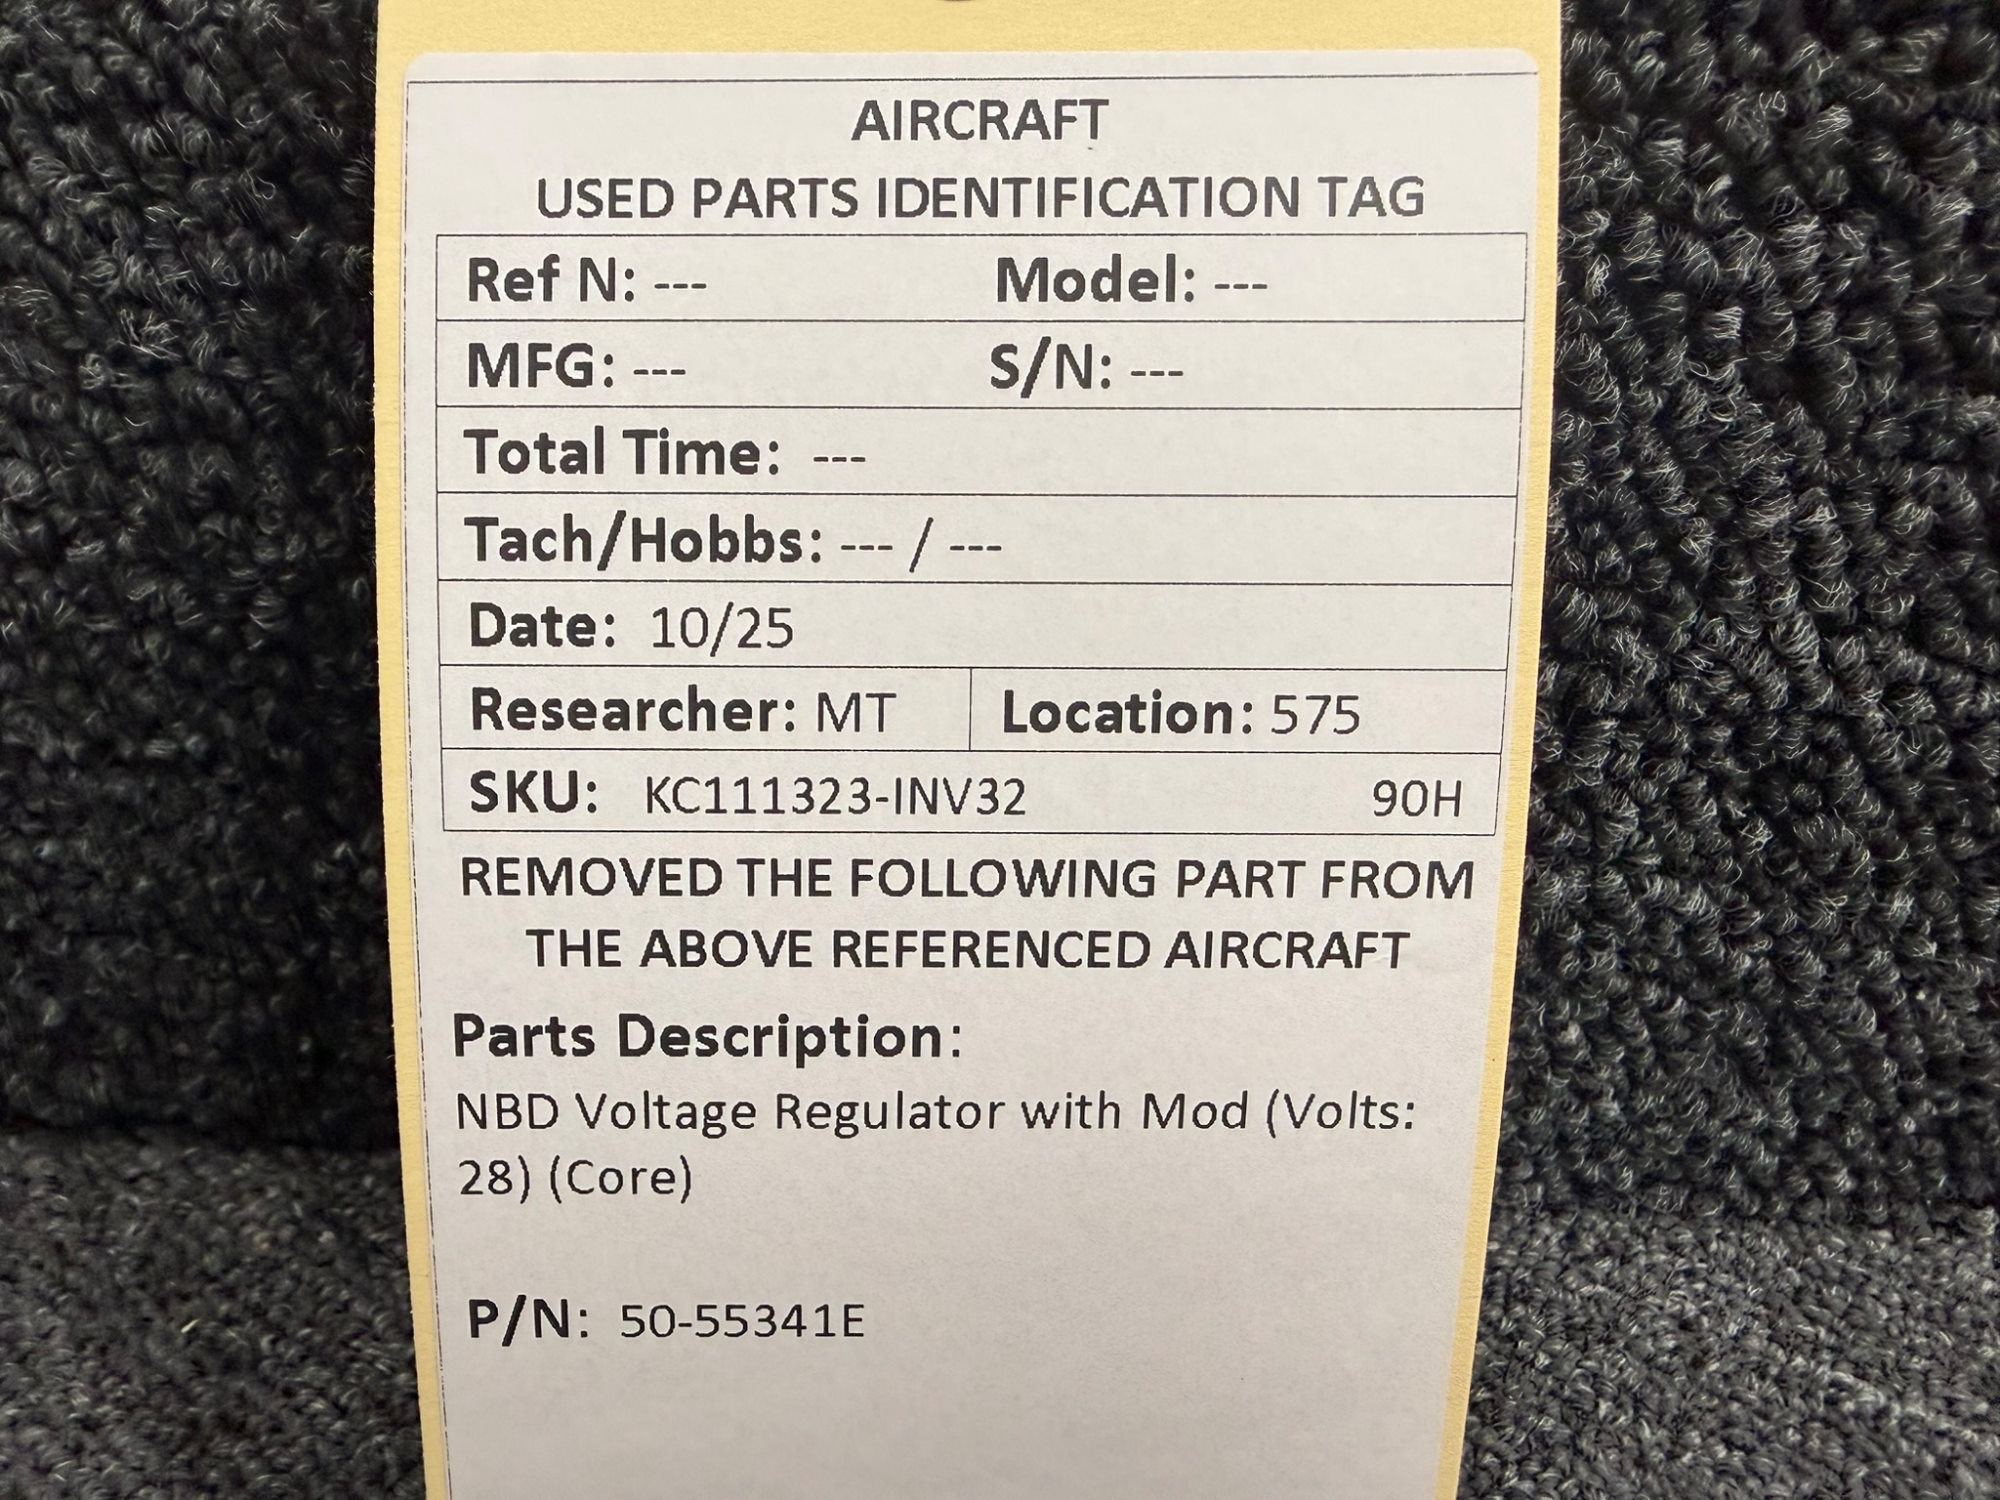 AIRCRAFT
USED PARTS IDENTIFICATION TAG
Ref N: --- Model: ---
MFG: --- S/N: ---
Total Time: ---
Tach/Hobbs: --- / ---
Date: 10/25
Researcher: MT Location: 575
SKU: KC111323-INV32 90H
REMOVED THE FOLLOWING PART FROM
THE ABOVE REFERENCED AIRCRAFT
Parts Description:
NBD Voltage Regulator with Mod (Volts:
28) (Core)
P/N: 50-55341E